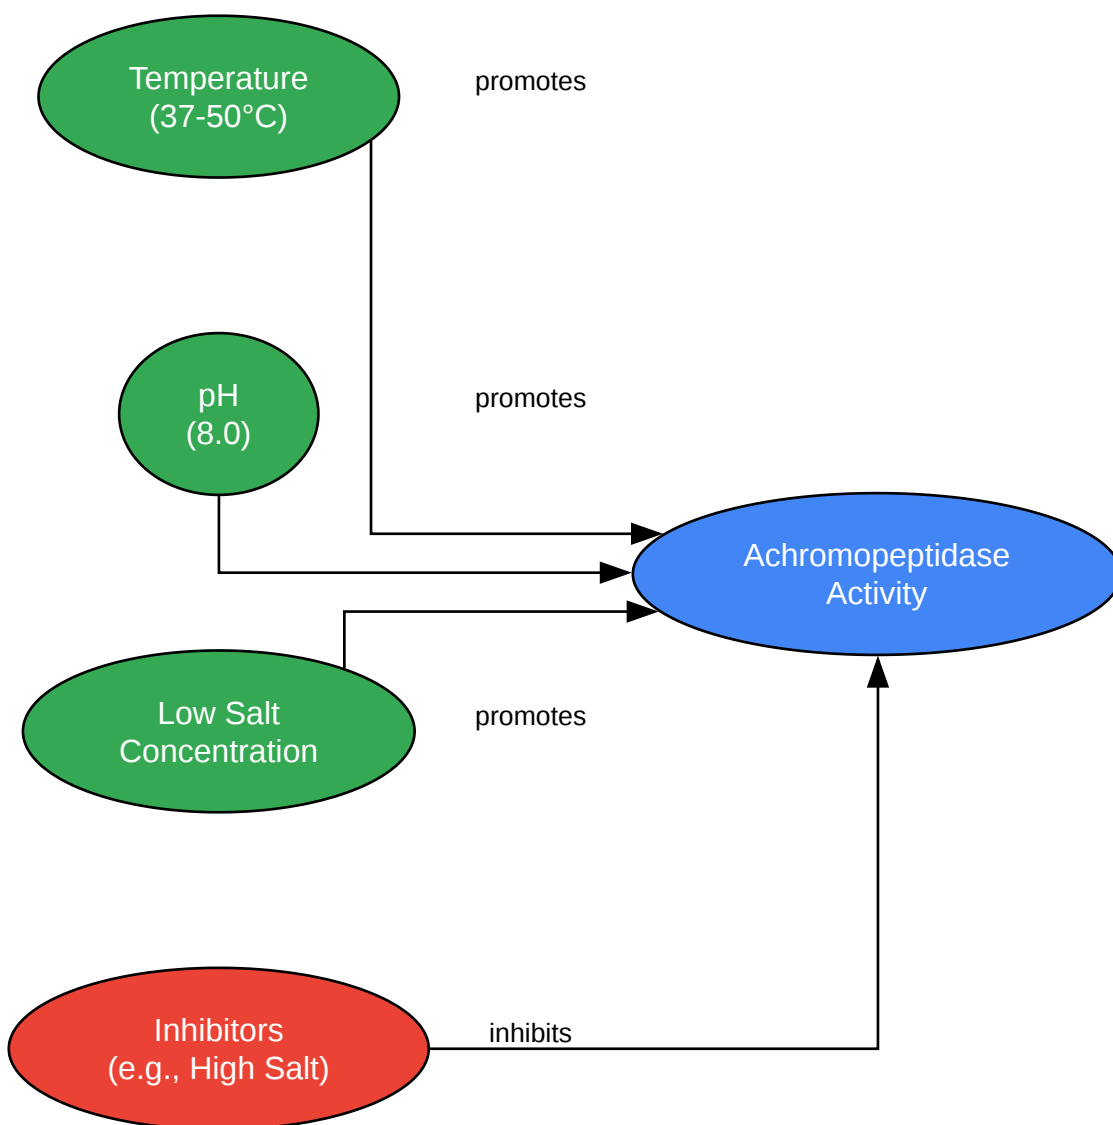 Temperature
(37-50°C)
promotes
pH
(8.0)
promotes
Achromopeptidase
Activity
Low Salt
Concentration
promotes
Inhibitors
(e.g., High Salt)
inhibits